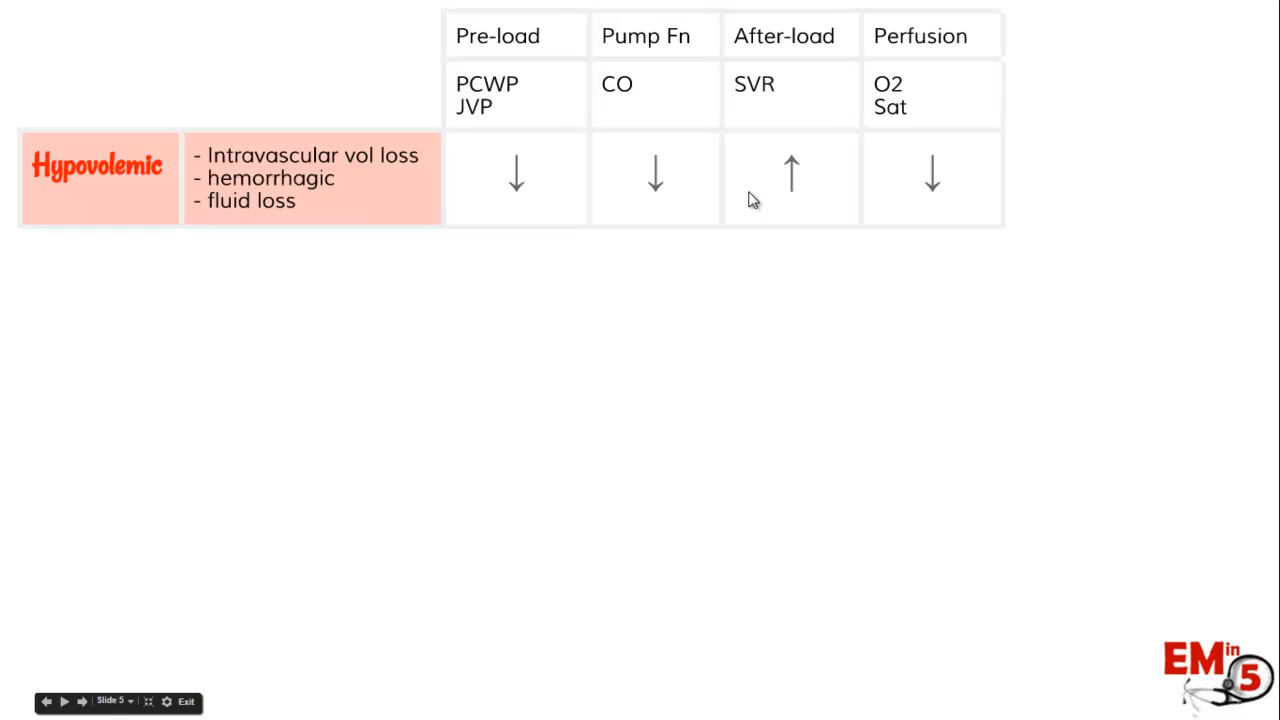 Pre-load Pump Fn After-load Perfusion
PCWP CO SVR O2
JVP Sat
Hypovolemic - Intravascular vol loss ↓ ↓ ↑ ↓
- hemorrhagic
- fluid loss
EM in 5
Slide 5 Exit